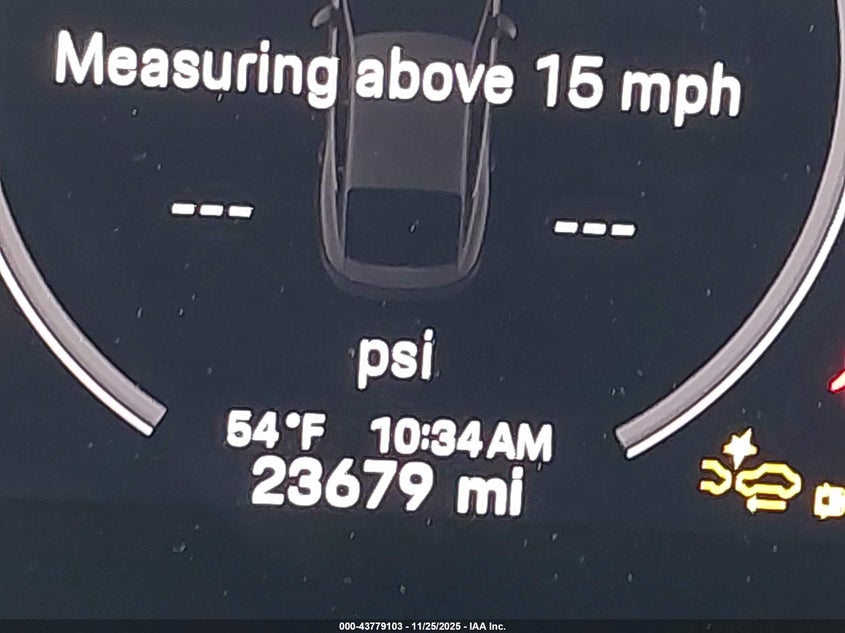 Measuring above 15 mph
--- ---
psi
54°F 10:34AM
23679 mi
000-43779103 - 11/25/2025 - IAA Inc.